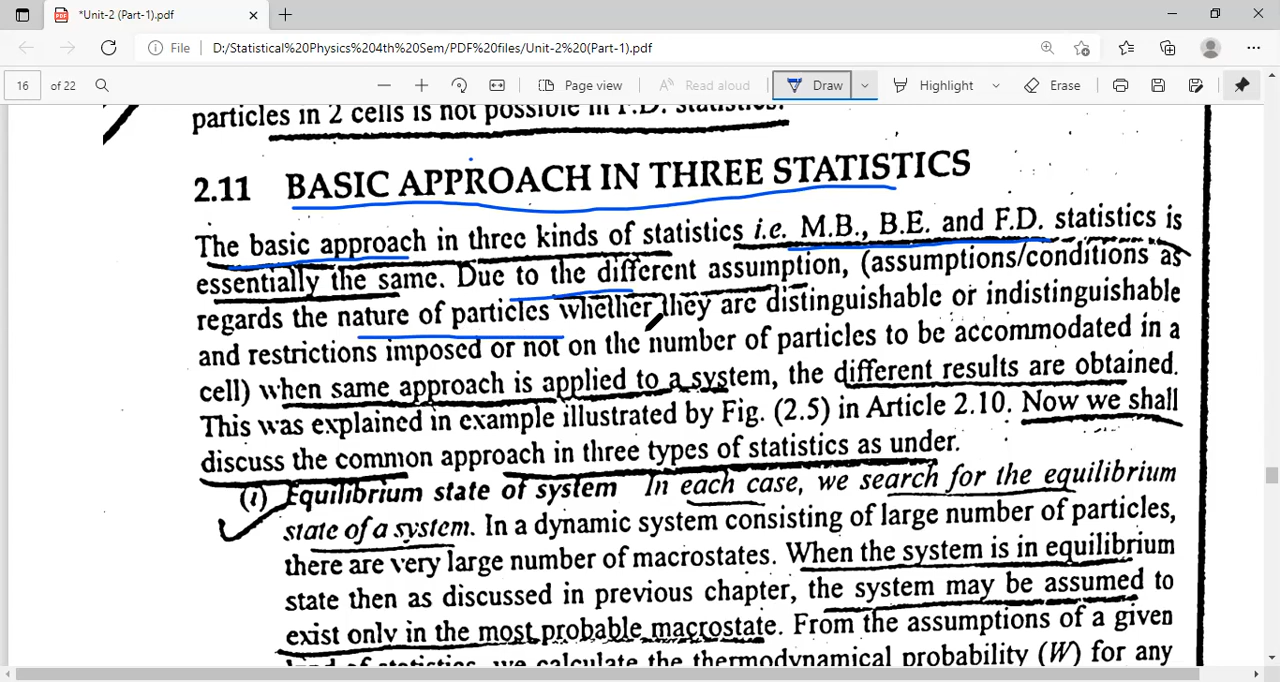 *Unit-2 (Part-1).pdf
File
D:/Statistical%20Physics%204th%20Sem/PDF%20files/Unit-2%20(Part-1).pdf
16 of 22
Page view
Read aloud
Draw
Highlight
Erase
particles in 2 cells is not possible in F.D. statistics.
2.11 BASIC APPROACH IN THREE STATISTICS
The basic approach in three kinds of statistics i.e. M.B., B.E. and F.D. statistics is
essentially the same. Due to the different assumption, (assumptions/conditions as
regards the nature of particles whether they are distinguishable or indistinguishable
and restrictions imposed or not on the number of particles to be accommodated in a
cell) when same approach is applied to a system, the different results are obtained.
This was explained in example illustrated by Fig. (2.5) in Article 2.10. Now we shall
discuss the common approach in three types of statistics as under.
(i) Equilibrium state of system In each case, we search for the equilibrium
state of a system. In a dynamic system consisting of large number of particles,
there are very large number of macrostates. When the system is in equilibrium
state then as discussed in previous chapter, the system may be assumed to
exist only in the most probable macrostate. From the assumptions of a given
kind of statistics, we calculate the thermodynamical probability (W) for any